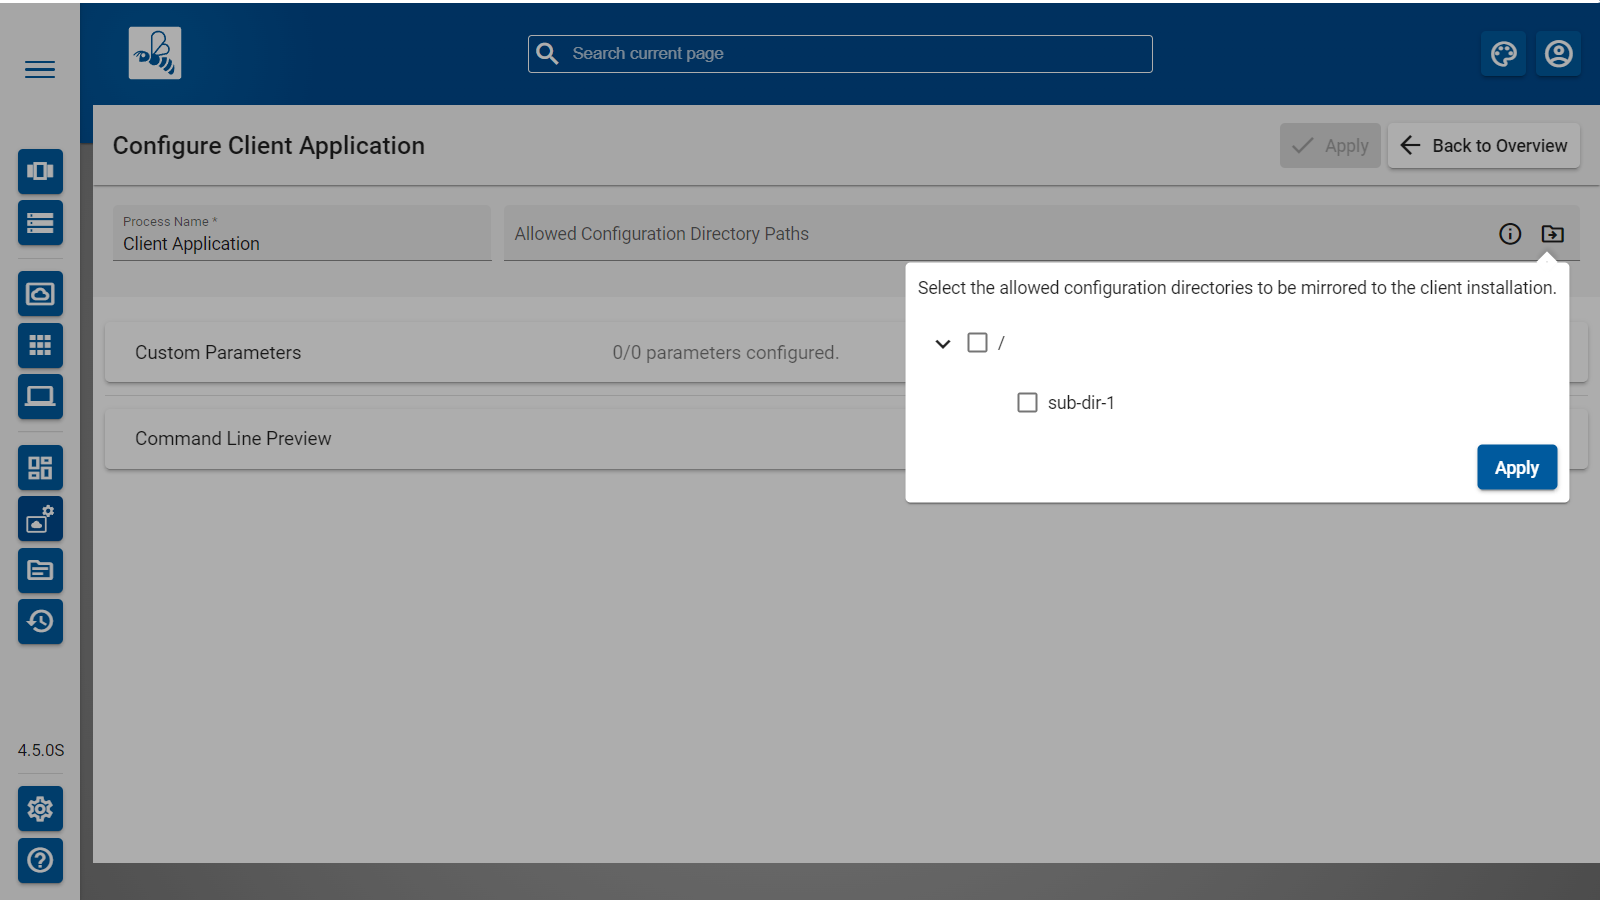 Search current page
Configure Client Application
Apply
Back to Overview
Process Name *
Client Application
Allowed Configuration Directory Paths
Select the allowed configuration directories to be mirrored to the client installation.
/
sub-dir-1
Apply
Custom Parameters
0/0 parameters configured.
Command Line Preview
4.5.0S